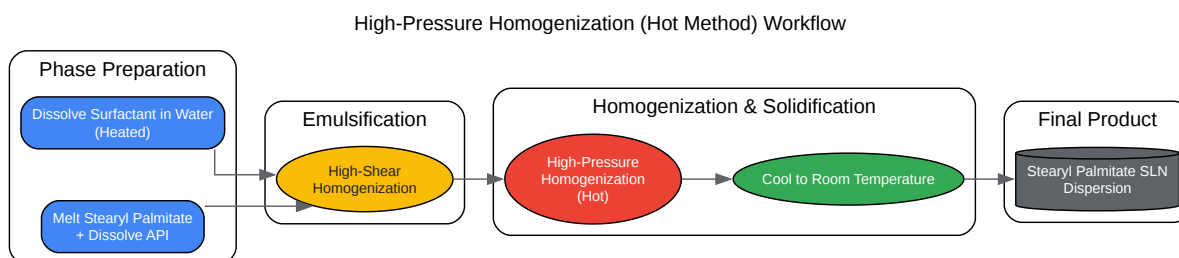 High-Pressure Homogenization (Hot Method) Workflow
Phase Preparation
Dissolve Surfactant in Water
(Heated)
Melt Stearyl Palmitate
+ Dissolve API
Emulsification
High-Shear
Homogenization
Homogenization & Solidification
High-Pressure
Homogenization
(Hot)
Cool to Room Temperature
Final Product
Stearyl Palmitate SLN
Dispersion